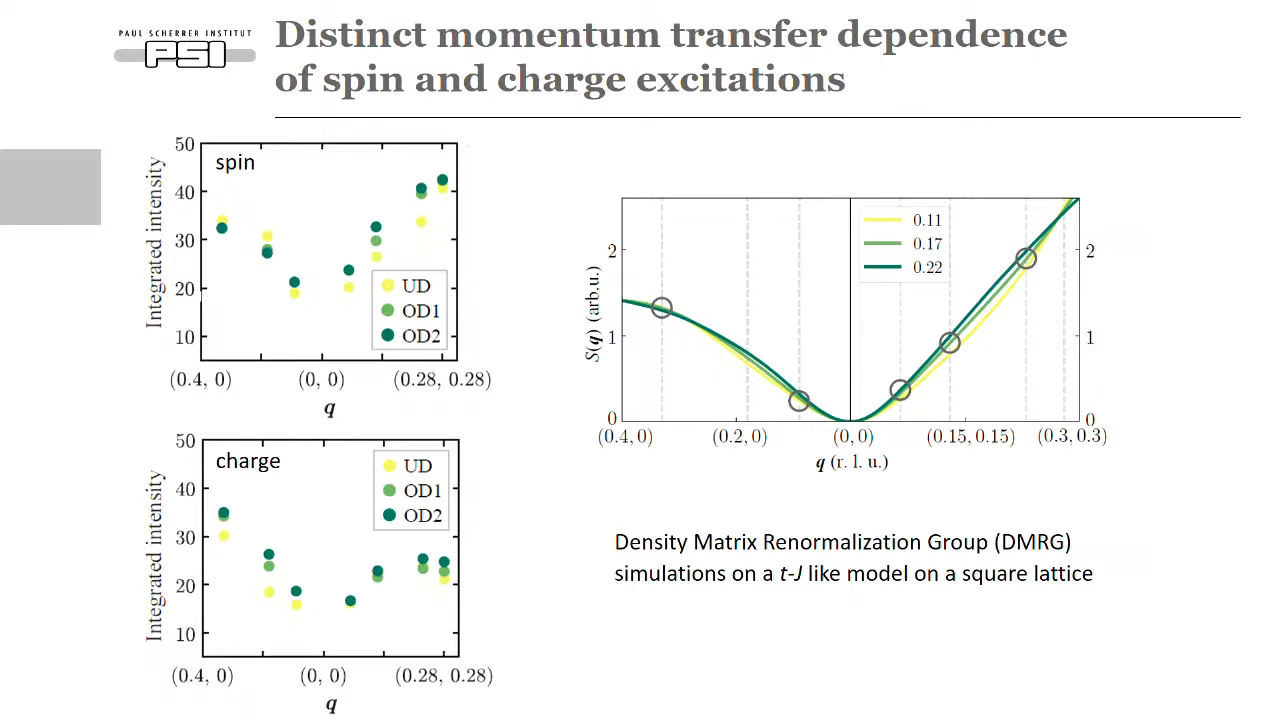 PAUL SCHERRER INSTITUT
PSI
Distinct momentum transfer dependence
of spin and charge excitations
50
40
30
20
10
Integrated intensity
spin
UD
OD1
OD2
(0.4, 0)
(0, 0)
(0.28, 0.28)
q
50
40
30
20
10
Integrated intensity
charge
UD
OD1
OD2
(0.4, 0)
(0, 0)
(0.28, 0.28)
q
S(q) (arb.u.)
2
1
0
0.11
0.17
0.22
2
1
0
(0.4, 0)
(0.2, 0)
(0, 0)
(0.15, 0.15)
(0.3, 0.3)
q (r. l. u.)
Density Matrix Renormalization Group (DMRG)
simulations on a t-J like model on a square lattice